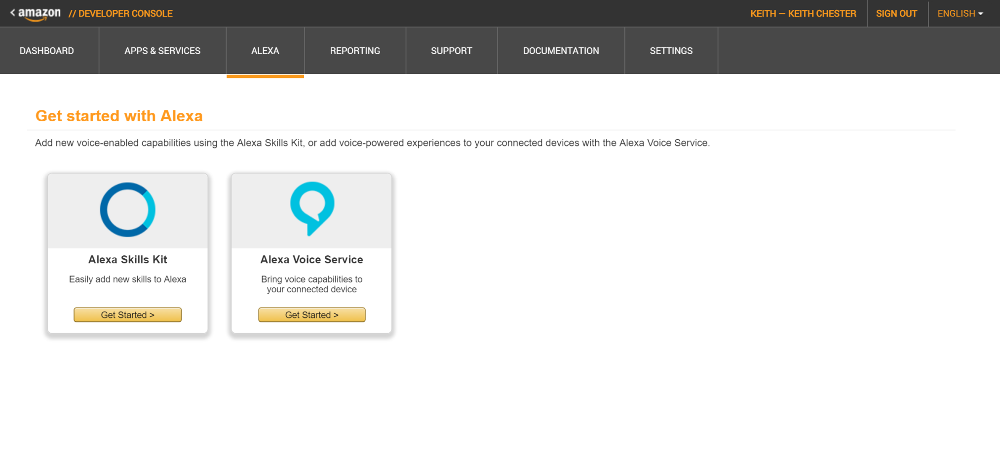 < amazon // DEVELOPER CONSOLE
KEITH — KEITH CHESTER
SIGN OUT
ENGLISH
DASHBOARD
APPS & SERVICES
ALEXA
REPORTING
SUPPORT
DOCUMENTATION
SETTINGS
Get started with Alexa
Add new voice-enabled capabilities using the Alexa Skills Kit, or add voice-powered experiences to your connected devices with the Alexa Voice Service.
Alexa Skills Kit
Easily add new skills to Alexa
Get Started >
Alexa Voice Service
Bring voice capabilities to
your connected device
Get Started >